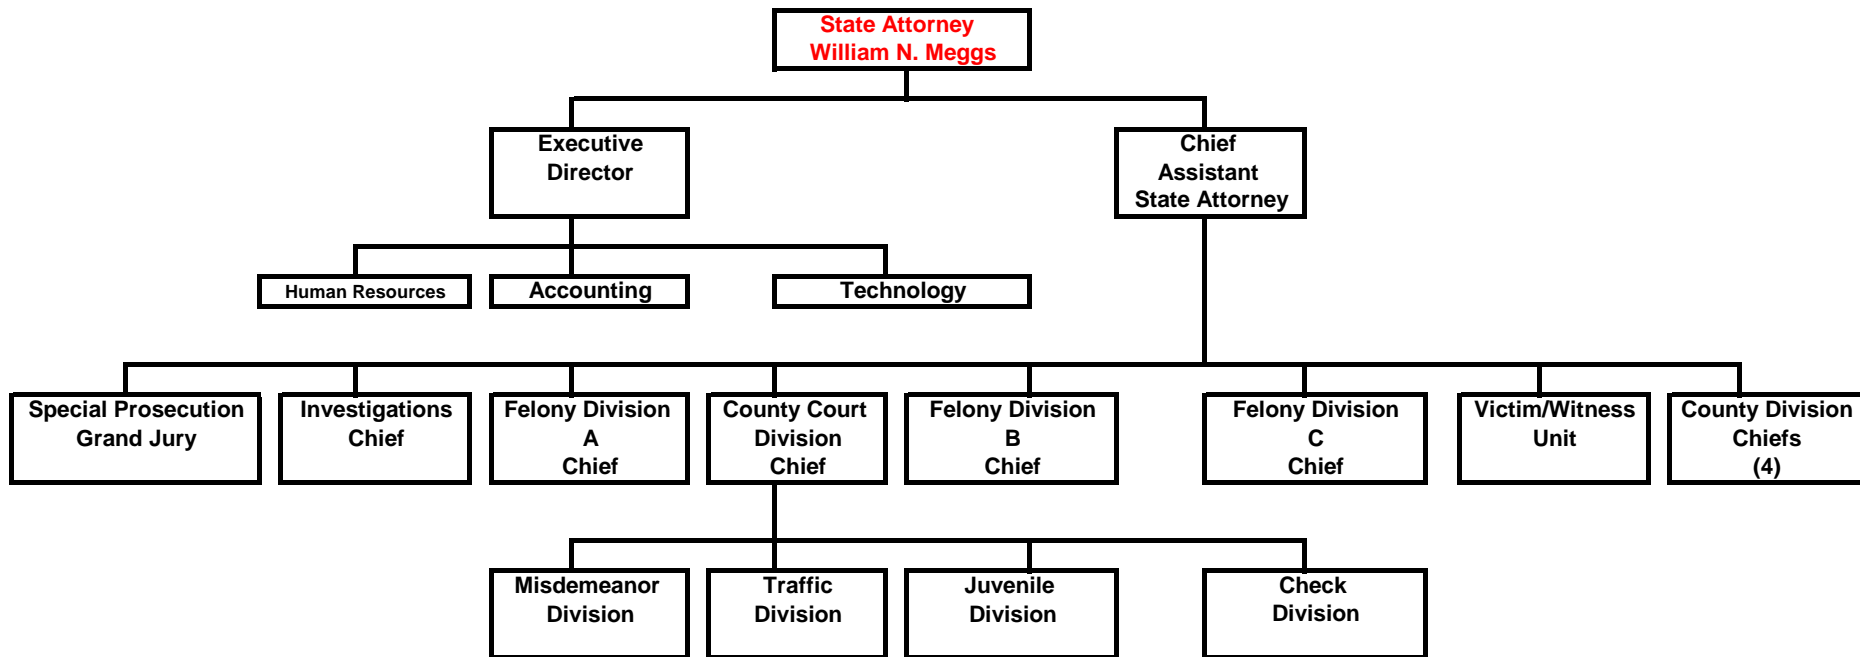 State Attorney
William N. Meggs
Executive
Director
Chief
Assistant
State Attorney
Human Resources
Accounting
Technology
Special Prosecution
Grand Jury
Investigations
Chief
Felony Division
A
Chief
County Court
Division
Chief
Felony Division
B
Chief
Felony Division
C
Chief
Victim/Witness
Unit
County Division
Chiefs
(4)
Misdemeanor
Division
Traffic
Division
Juvenile
Division
Check
Division